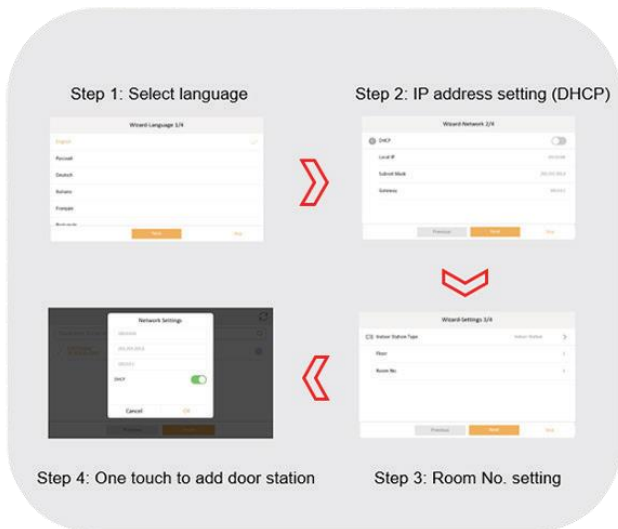 Step 1: Select language
Wizard Language 1/4
English
Русский
Deutsch
Italiano
Français
Next
Skip
Step 2: IP address setting (DHCP)
Wizard Network 2/4
DHCP
Local IP
Subnet Mask
Gateway
Previous Next Skip
Wizard Settings 3/4
Indoor Station Type Indoor Station
Floor
Room No.
Previous Next Skip
Step 3: Room No. setting
Network Settings
DHCP
Cancel OK
Step 4: One touch to add door station